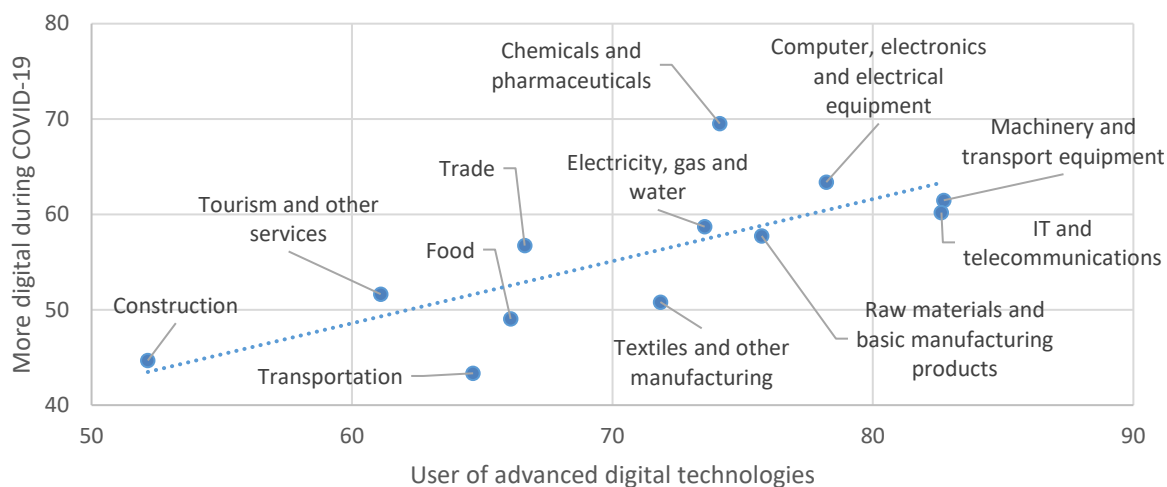 More digital during COVID-19
80
70
60
50
40
Chemicals and
pharmaceuticals
Computer, electronics
and electrical
equipment
Machinery and
transport equipment
Trade
Electricity, gas and
water
Tourism and other
services
Food
IT and
telecommunications
Construction
Raw materials and
basic manufacturing
products
Textiles and other
manufacturing
Transportation
50 60 70 80 90
User of advanced digital technologies